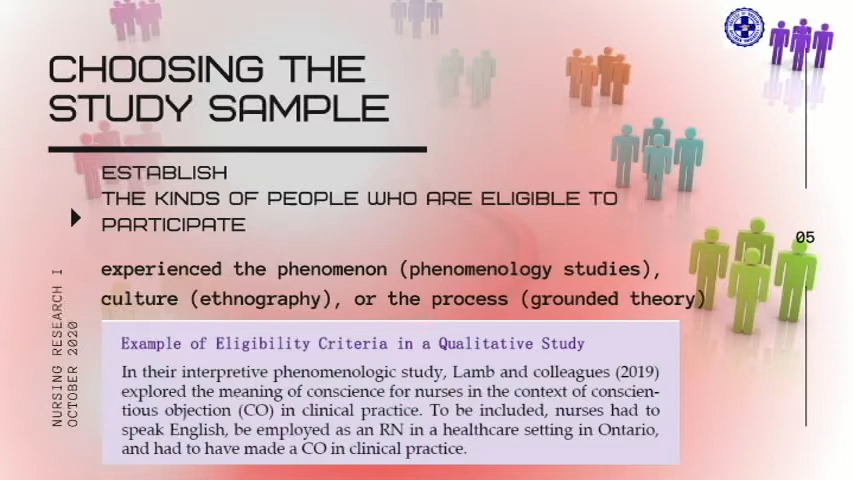 CHOOSING THE
STUDY SAMPLE
ESTABLISH
THE KINDS OF PEOPLE WHO ARE ELIGIBLE TO
PARTICIPATE
05
experienced the phenomenon (phenomenology studies),
culture (ethnography), or the process (grounded theory)
NURSING RESEARCH I
OCTOBER 2020
Example of Eligibility Criteria in a Qualitative Study
In their interpretive phenomenologic study, Lamb and colleagues (2019)
explored the meaning of conscience for nurses in the context of conscien-
tious objection (CO) in clinical practice. To be included, nurses had to
speak English, be employed as an RN in a healthcare setting in Ontario,
and had to have made a CO in clinical practice.